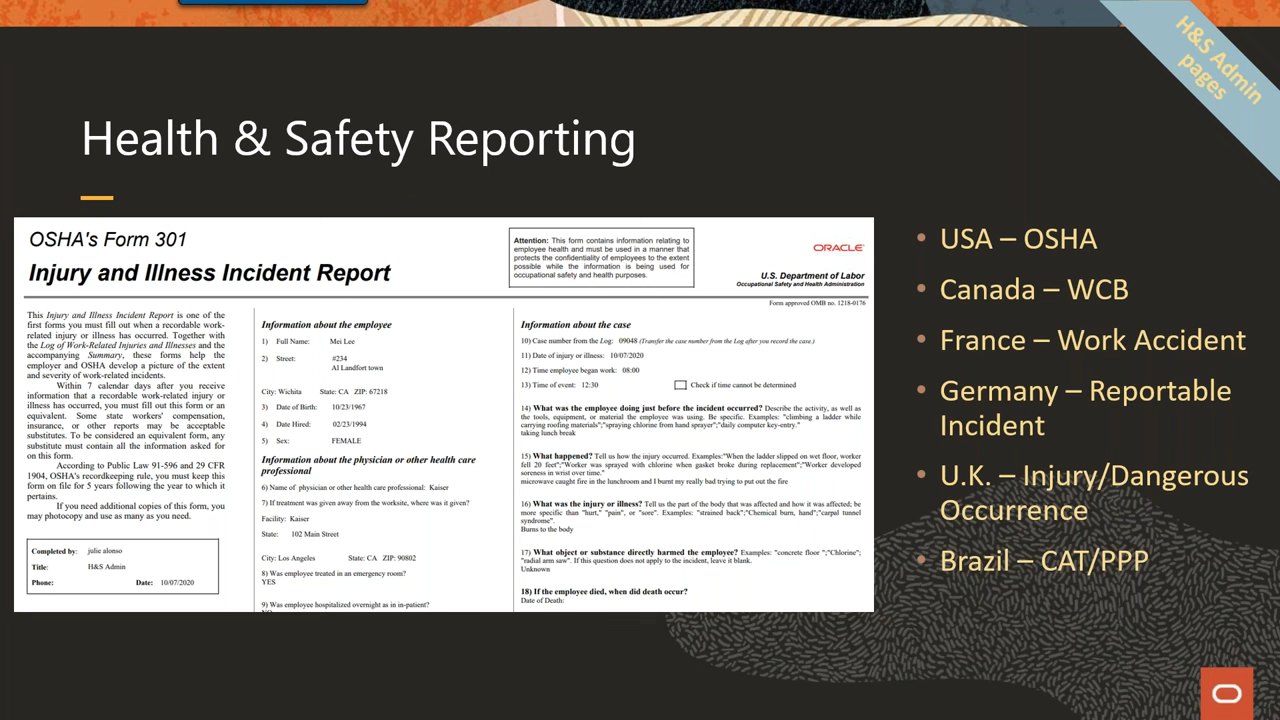 H&S Admin
pages
Health & Safety Reporting
OSHA's Form 301
Injury and Illness Incident Report
Attention: This form contains information relating to
employee health and must be used in a manner that
protects the confidentiality of employees to the extent
possible while the information is being used for
occupational safety and health purposes.
ORACLE
U.S. Department of Labor
Occupational Safety and Health Administration
Form approved OMB no. 1218-0176
This Injury and Illness Incident Report is one of the
first forms you must fill out when a recordable work-
related injury or illness has occurred. Together with
the Log of Work-Related Injuries and Illnesses and the
accompanying Summary, these forms help the
employer and OSHA develop a picture of the extent
and severity of work-related incidents.
Within 7 calendar days after you receive
information that a recordable work-related injury or
illness has occurred, you must fill out this form or an
equivalent. Some state workers' compensation,
insurance, or other reports may be acceptable
substitutes. To be considered an equivalent form, any
substitute must contain all the information asked for
on this form.
According to Public Law 91-596 and 29 CFR
1904, OSHA's recordkeeping rule, you must keep this
form on file for 5 years following the year to which it
pertains.
If you need additional copies of this form, you
may photocopy and use as many as you need.
Completed by: julie alonso
Title: H&S Admin
Phone: Date: 10/07/2020
Information about the employee
1) Full Name: Mei Lee
2) Street: #234
Al Landfort town
City: Wichita State: CA ZIP: 67218
3) Date of Birth: 10/23/1967
4) Date Hired: 02/23/1994
5) Sex: FEMALE
Information about the physician or other health care
professional
6) Name of physician or other health care professional: Kaiser
7) If treatment was given away from the worksite, where was it given?
Facility: Kaiser
State: 102 Main Street
City: Los Angeles State: CA ZIP: 90802
8) Was employee treated in an emergency room?
YES
9) Was employee hospitalized overnight as in in-patient?
Information about the case
10) Case number from the Log: 09048 (Transfer the case number from the Log after you record the case.)
11) Date of injury or illness: 10/07/2020
12) Time employee began work: 08:00
13) Time of event: 12:30 Check if time cannot be determined
14) What was the employee doing just before the incident occurred? Describe the activity, as well as
the tools, equipment, or material the employee was using. Be specific. Examples: "climbing a ladder while
carrying roofing materials";"spraying chlorine from hand sprayer";"daily computer key-entry."
taking lunch break
15) What happened? Tell us how the injury occurred. Examples:"When the ladder slipped on wet floor, worker
fell 20 feet";"Worker was sprayed with chlorine when gasket broke during replacement";"Worker developed
soreness in wrist over time."
microwave caught fire in the lunchroom and I burnt my really bad trying to put out the fire
16) What was the injury or illness? Tell us the part of the body that was affected and how it was affected; be
more specific than "hurt," "pain", or "sore". Examples: "strained back";"Chemical burn, hand";"carpal tunnel
syndrome".
Burns to the body
17) What object or substance directly harmed the employee? Examples: "concrete floor ";"Chlorine";
"radial arm saw". If this question does not apply to the incident, leave it blank.
Unknown
18) If the employee died, when did death occur?
Date of Death:
• USA – OSHA
• Canada – WCB
• France – Work Accident
• Germany – Reportable
Incident
• U.K. – Injury/Dangerous
Occurrence
• Brazil – CAT/PPP